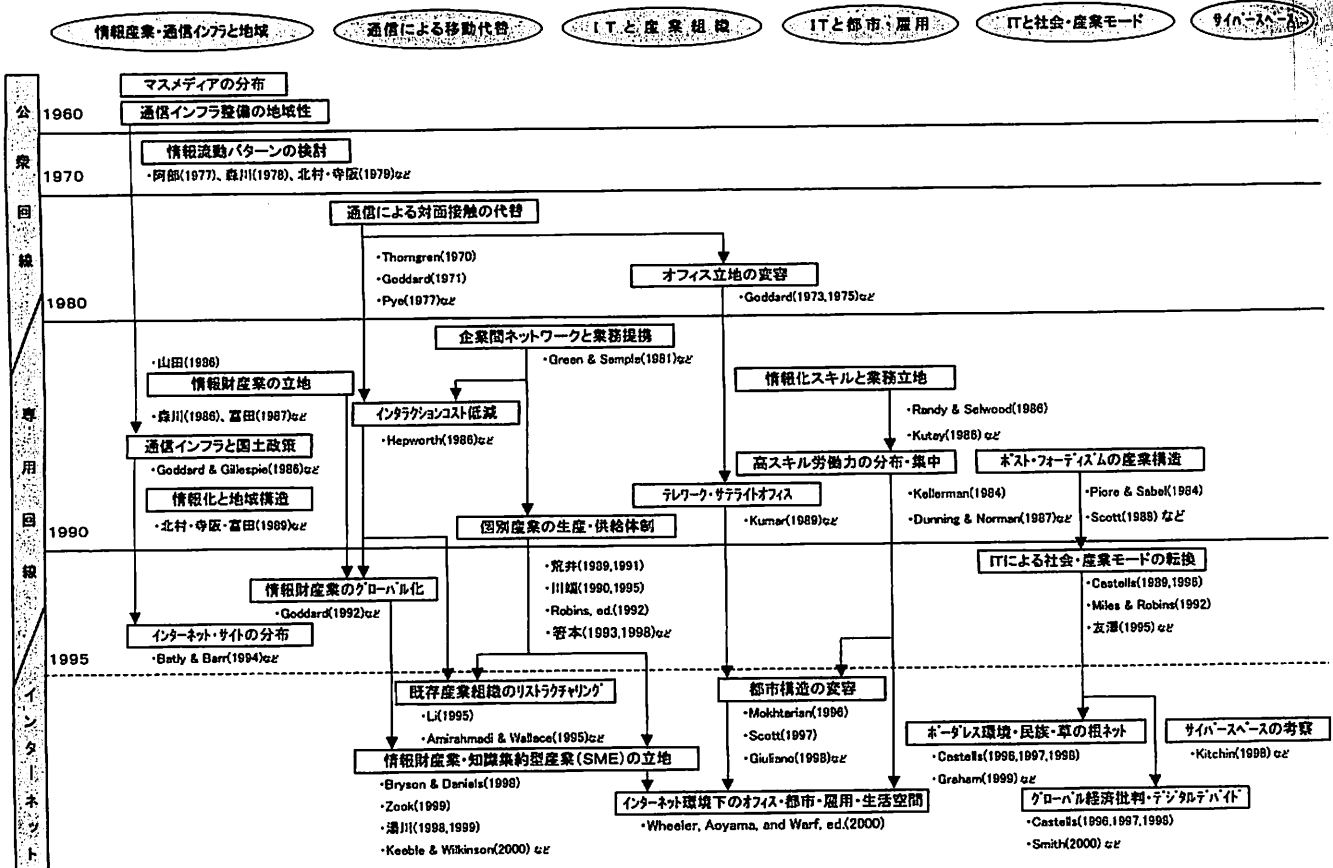 情報産業・通信インフラと地域
通信による移動代替
ITと産業組織
ITと都市・雇用
ITと社会・産業モード
サイバースペース
公衆回線
専用回線
インターネット
マスメディアの分布
1960
通信インフラ整備の地域性
情報流動パターンの検討
1970
・阿部(1977)、森川(1978)、北村・寺阪(1979)など
通信による対面接触の代替
・Thorngren(1970)
・Goddard(1971)
・Pye(1977)など
オフィス立地の変容
・Goddard(1973,1975)など
1980
企業間ネットワークと業務提携
・Green & Semple(1981)など
・山田(1986)
情報財産業の立地
・森川(1986)、富田(1987)など
情報化スキルと業務立地
・Randy & Selwood(1986)
・Kutay(1986)など
インタラクションコスト低減
・Hepworth(1986)など
通信インフラと国土政策
・Goddard & Gillespie(1986)など
高スキル労働力の分布・集中
・Kellerman(1984)
・Dunning & Norman(1987)など
ポスト・フォーディズムの産業構造
・Piore & Sabel(1984)
・Scott(1988) など
情報化と地域構造
・北村・寺阪・富田(1989)など
テレワーク・サテライトオフィス
・Kumar(1989)など
個別産業の生産・供給体制
1990
・荒井(1989,1991)
・川端(1990,1995)
・Robins, ed.(1992)
・箸本(1993,1998)など
ITによる社会・産業モードの転換
・Castells(1989,1996)
・Miles & Robins(1992)
・友澤(1995)など
情報財産業のグローバル化
・Goddard(1992)など
インターネット・サイトの分布
・Batly & Barr(1994)など
1995
既存産業組織のリストラクチャリング
・Li(1995)
・Amirahmadi & Wallace(1995)など
都市構造の変容
・Mokhtarian(1996)
・Scott(1997)
・Giuliano(1998)など
ボーダレス環境・民族・草の根ネット
・Castells(1996,1997,1998)
・Graham(1999)など
サイバースペースの考察
・Kitchin(1998)など
情報財産業・知識集約型産業(SME)の立地
・Bryson & Daniels(1998)
・Zook(1999)
・湯川(1998,1999)
・Keeble & Wilkinson(2000) など
インターネット環境下のオフィス・都市・雇用・生活空間
・Wheeler, Aoyama, and Warf, ed.(2000)
グローバル経済批判・デジタルデバイド
・Castells(1996,1997,1998)
・Smith(2000)など